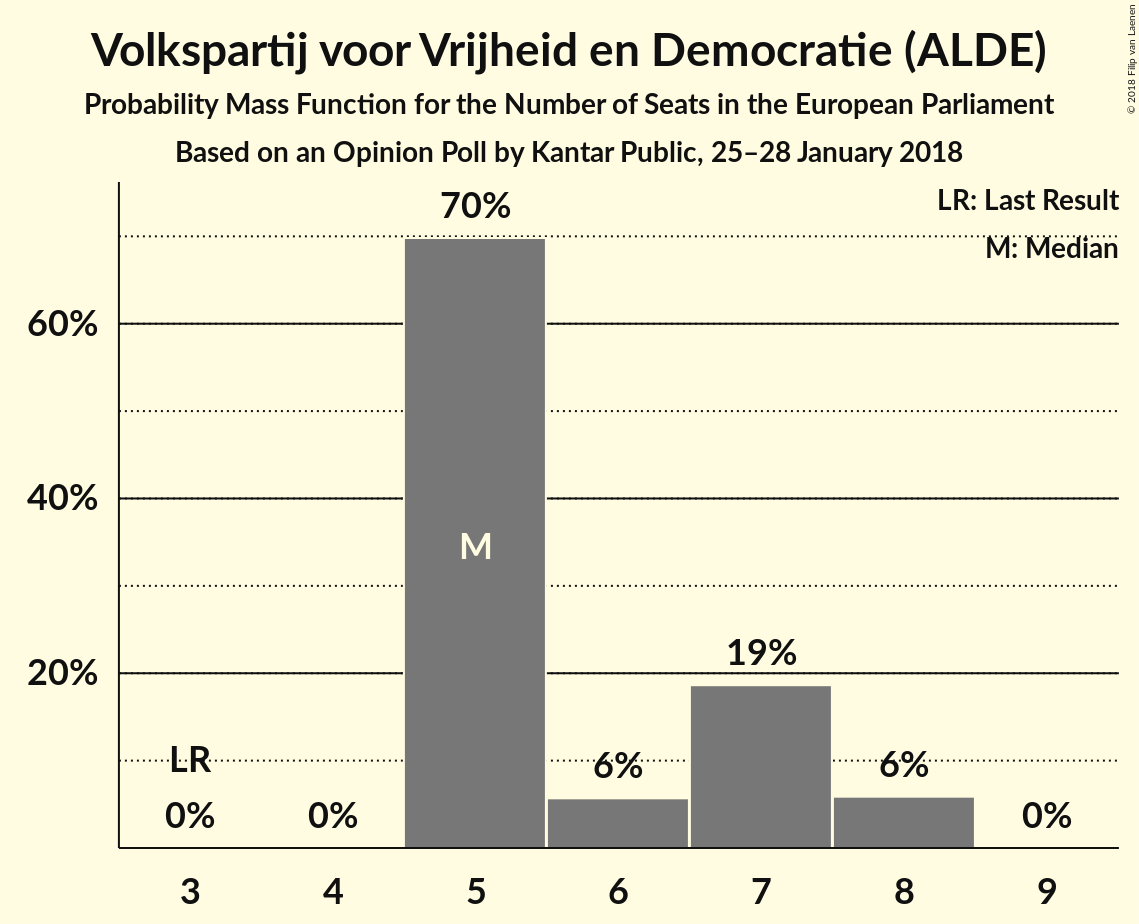 Volkspartij voor Vrijheid en Democratie (ALDE)
Probability Mass Function for the Number of Seats in the European Parliament
Based on an Opinion Poll by Kantar Public, 25–28 January 2018
© 2018 Filip van Laenen
LR: Last Result
M: Median
70%
60%
40%
M
19%
20%
LR
6%
6%
0%
0%
0%
3
4
5
6
7
8
9